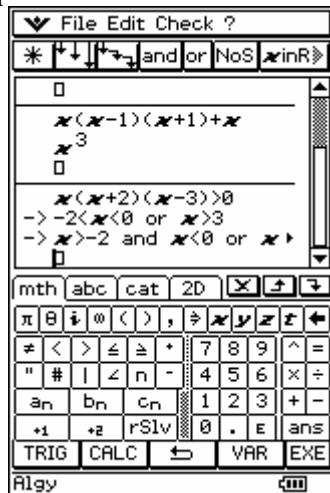 File Edit Check ?
* and or NoS xinR
x(x-1)(x+1)+x
x^3
x(x+2)(x-3)>0
-> -2<x<0 or x>3
-> x>-2 and x<0 or x
mth abc cat 2D
π θ i ∞ ( ) , x y z t
≠ < > ≤ ≥ 7 8 9 ^ =
" # | ∠ 4 5 6 × ÷
an bn cn 1 2 3 + -
+1 +2 rSlv 0 . E ans
TRIG CALC VAR EXE
Algy